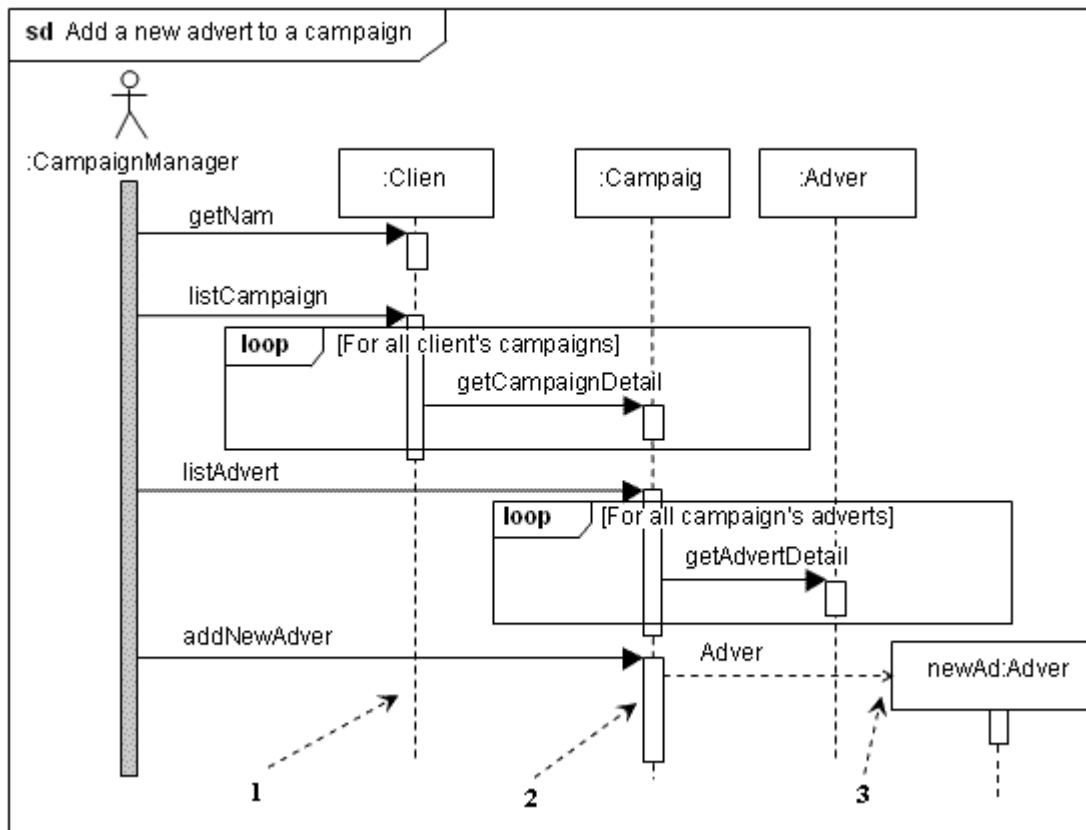 sd Add a new advert to a campaign
:CampaignManager
:Clien
:Campaig
:Adver
getNam
listCampaign
loop [For all client's campaigns]
getCampaignDetail
listAdvert
loop [For all campaign's adverts]
getAdvertDetail
addNewAdver
Adver
newAd:Adver
1
2
3